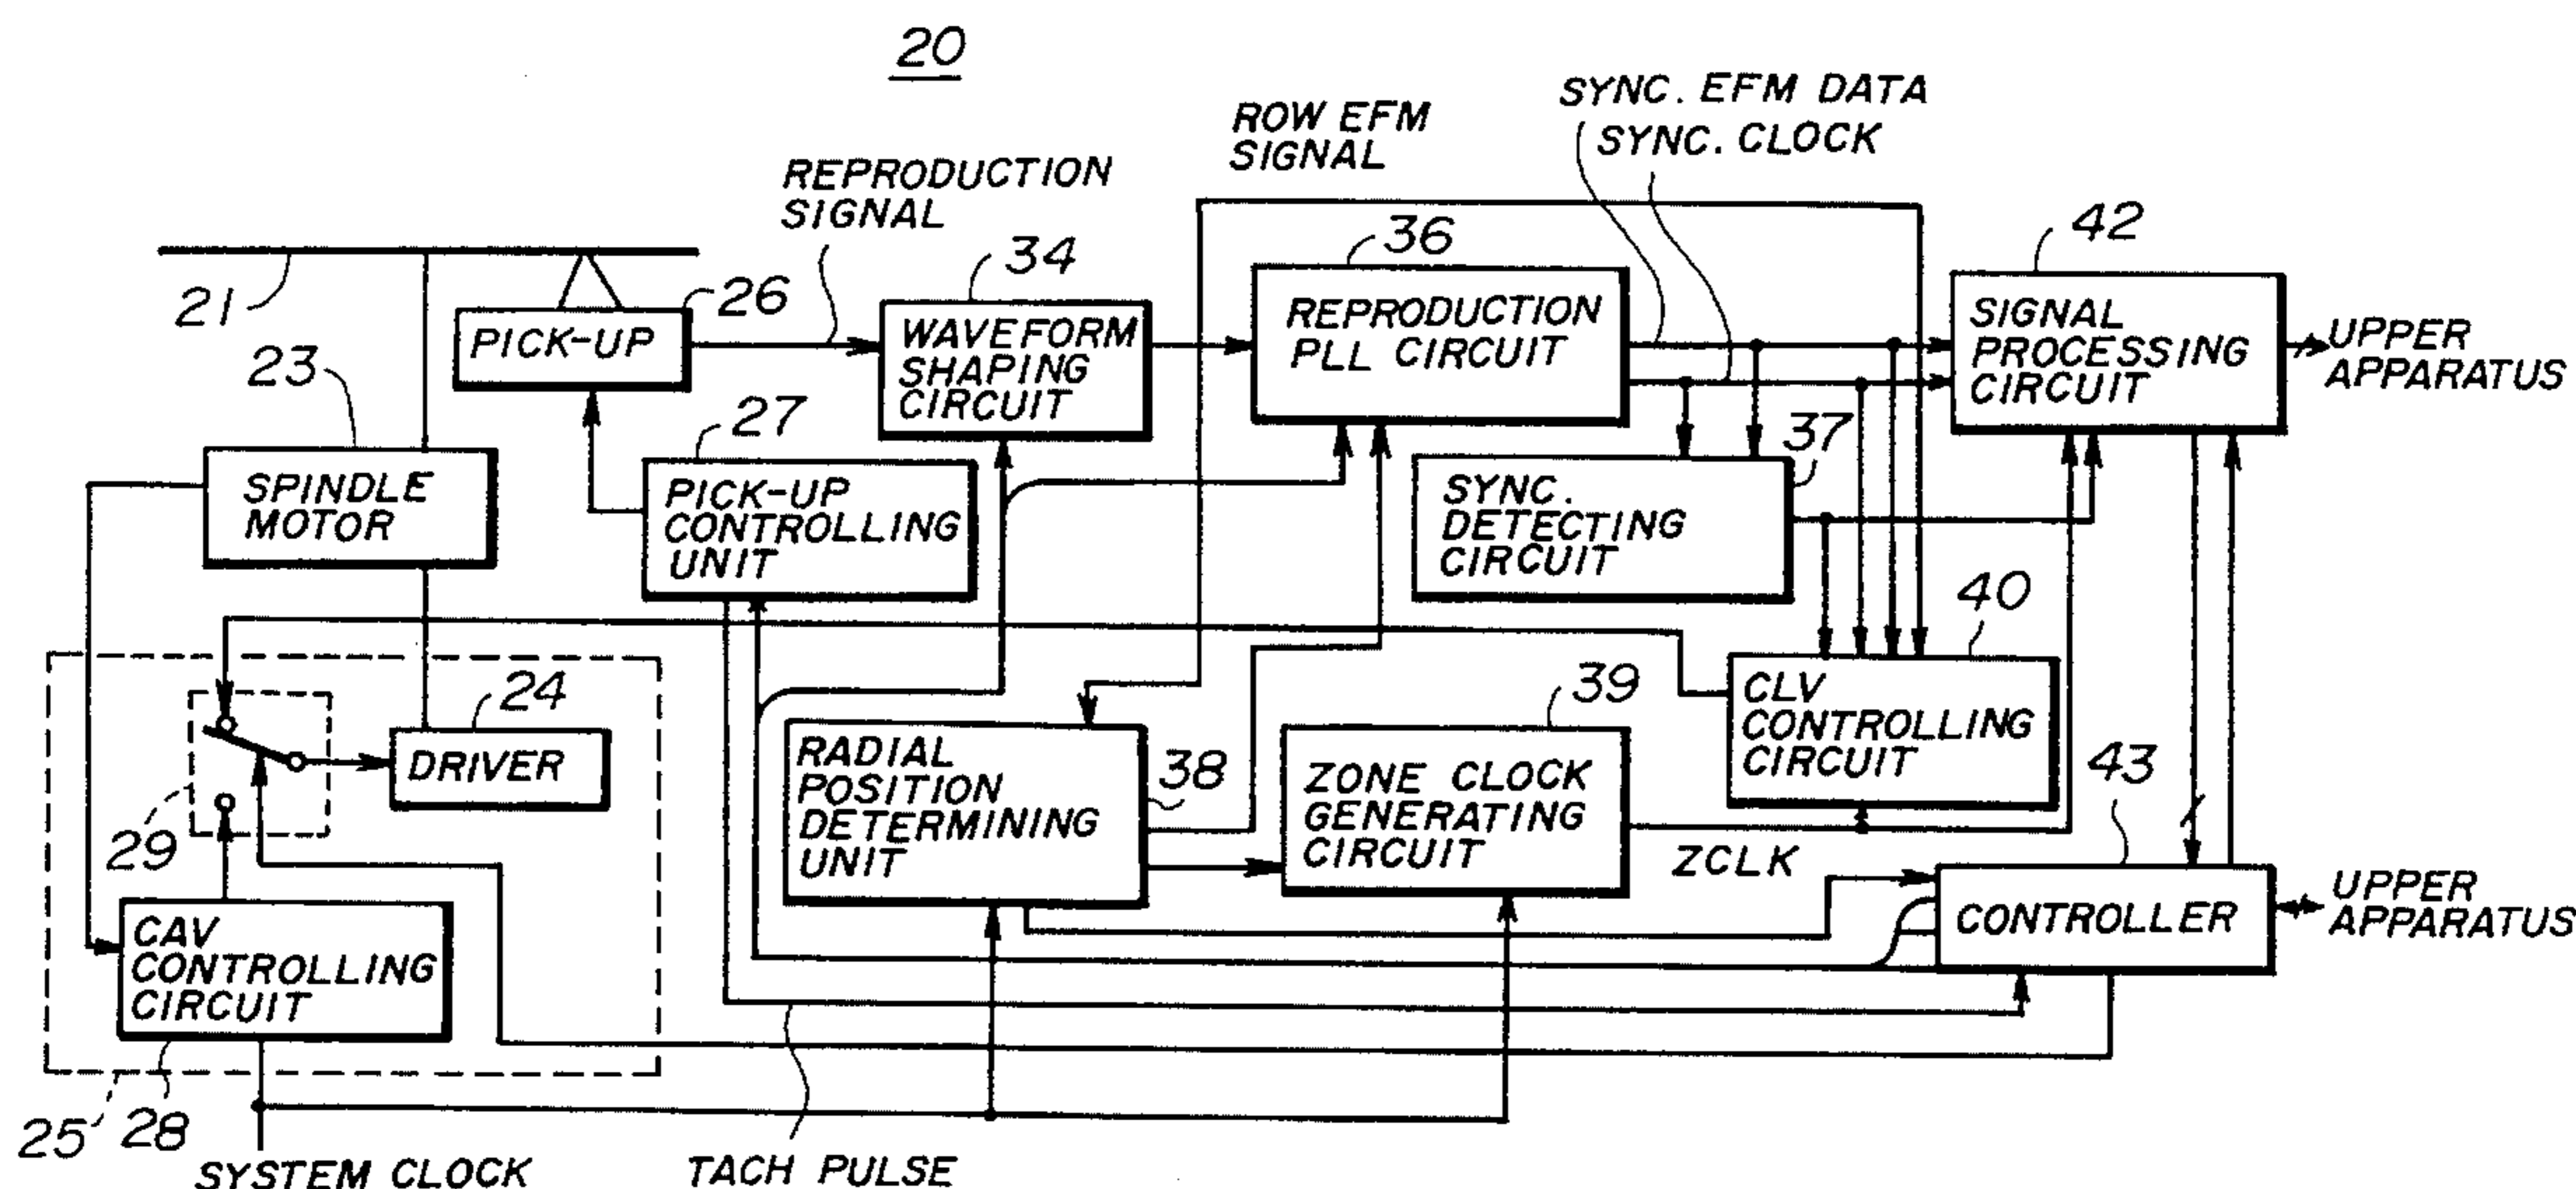 20
SYNC. EFM DATA
SYNC. CLOCK
ROW EFM
SIGNAL
REPRODUCTION
SIGNAL
21
26
PICK-UP
34
WAVEFORM
SHAPING
CIRCUIT
36
REPRODUCTION
PLL CIRCUIT
42
SIGNAL
PROCESSING
CIRCUIT
UPPER
APPARATUS
23
SPINDLE
MOTOR
27
PICK-UP
CONTROLLING
UNIT
37
SYNC.
DETECTING
CIRCUIT
40
CLV
CONTROLLING
CIRCUIT
24
DRIVER
29
38
RADIAL
POSITION
DETERMINING
UNIT
39
ZONE CLOCK
GENERATING
CIRCUIT
ZCLK
43
CONTROLLER
UPPER
APPARATUS
CAV
CONTROLLING
CIRCUIT
25
28
SYSTEM CLOCK
TACH PULSE